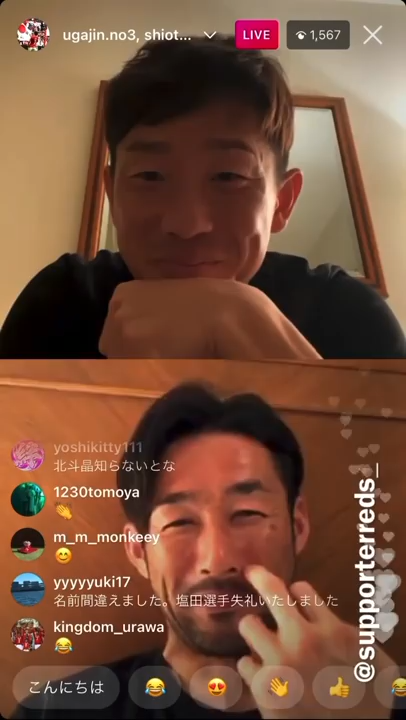 ugajin.no3, shiot...
LIVE
1,567
yoshikitty111
北斗晶知らないとな
1230tomoya
m_m_monkeey
yyyyyuki17
名前間違えました。塩田選手失礼いたしました
kingdom_urawa
こんにちは
@supporterreds_